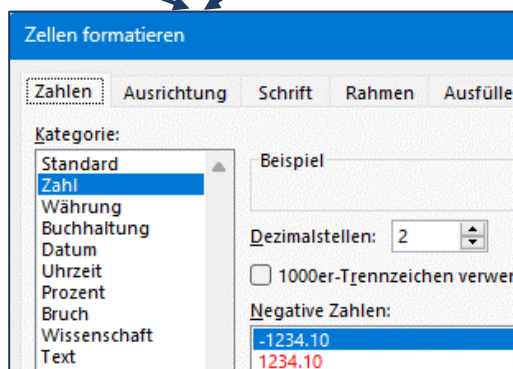 Zellen formatieren
Zahlen Ausrichtung Schrift Rahmen Ausfülle
Kategorie:
Standard
Zahl
Währung
Buchhaltung
Datum
Uhrzeit
Prozent
Bruch
Wissenschaft
Text
Beispiel
Dezimalstellen: 2
1000er-Trennzeichen verwer
Negative Zahlen:
-1234.10
1234.10